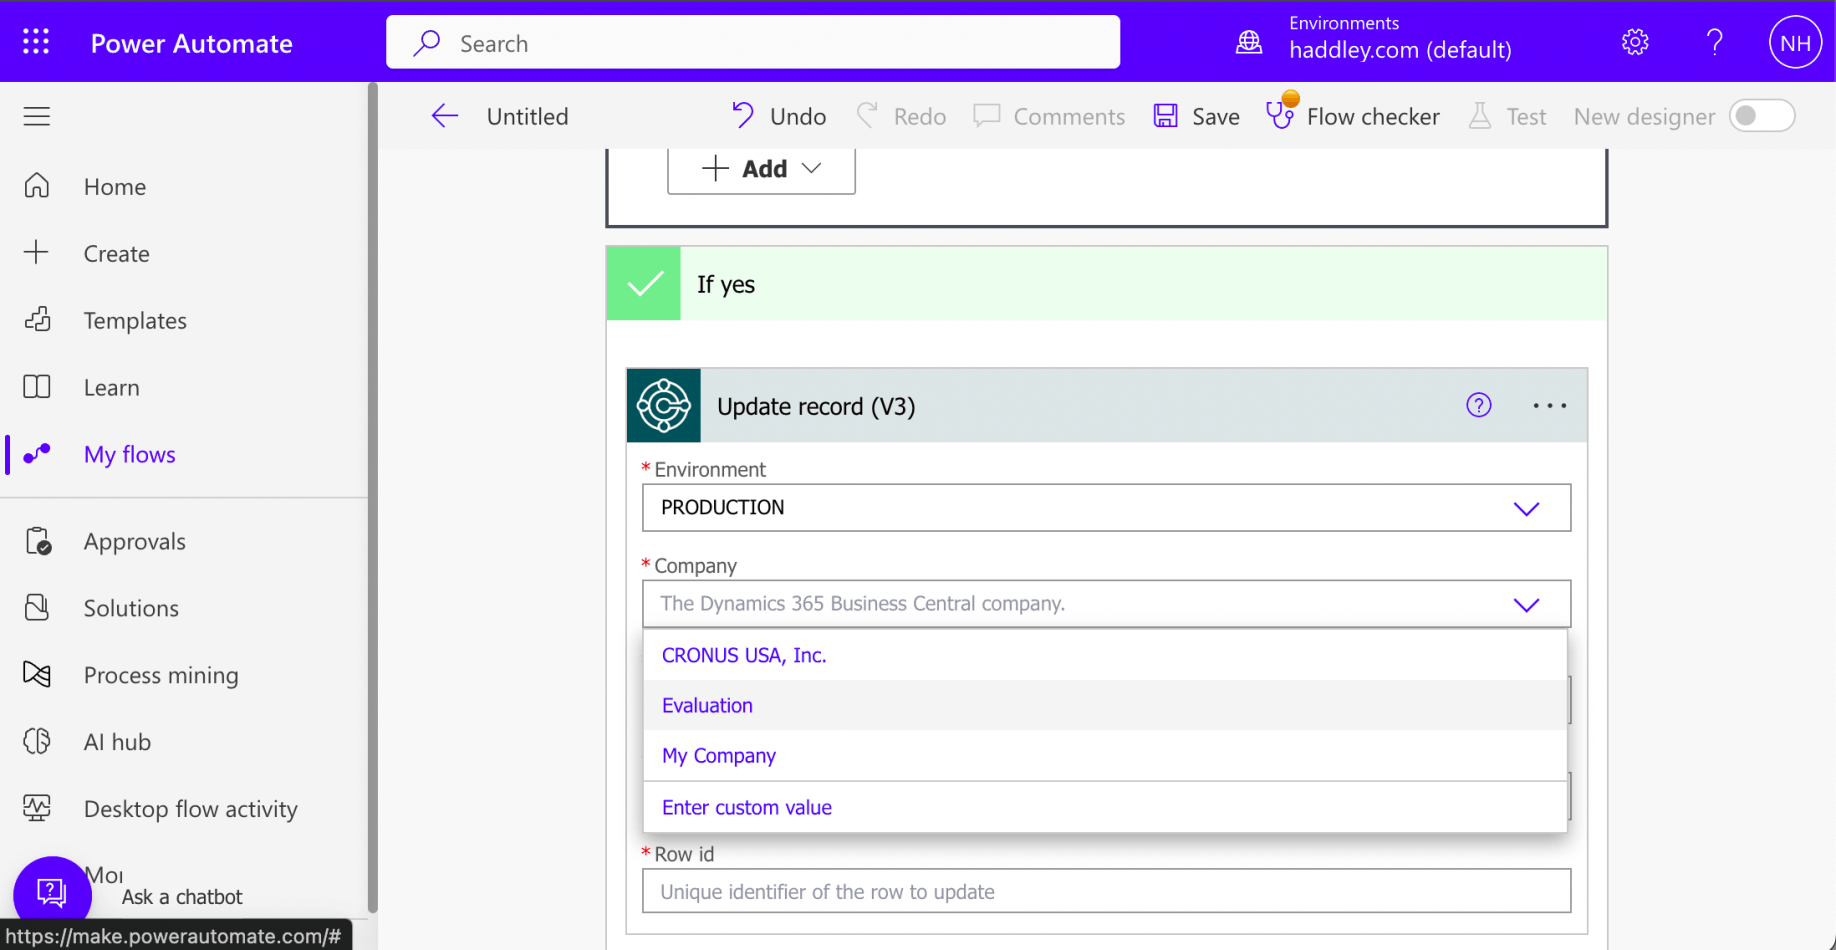 Power Automate
Search
Environments
haddley.com (default)
?
NH
Untitled
Undo
Redo
Comments
Save
Flow checker
Test
New designer
Home
Create
Templates
Learn
My flows
Approvals
Solutions
Process mining
AI hub
Desktop flow activity
Ask a chatbot
https://make.powerautomate.com/#
Add
If yes
Update record (V3)
?
...
* Environment
PRODUCTION
* Company
The Dynamics 365 Business Central company.
CRONUS USA, Inc.
Evaluation
My Company
Enter custom value
* Row id
Unique identifier of the row to update